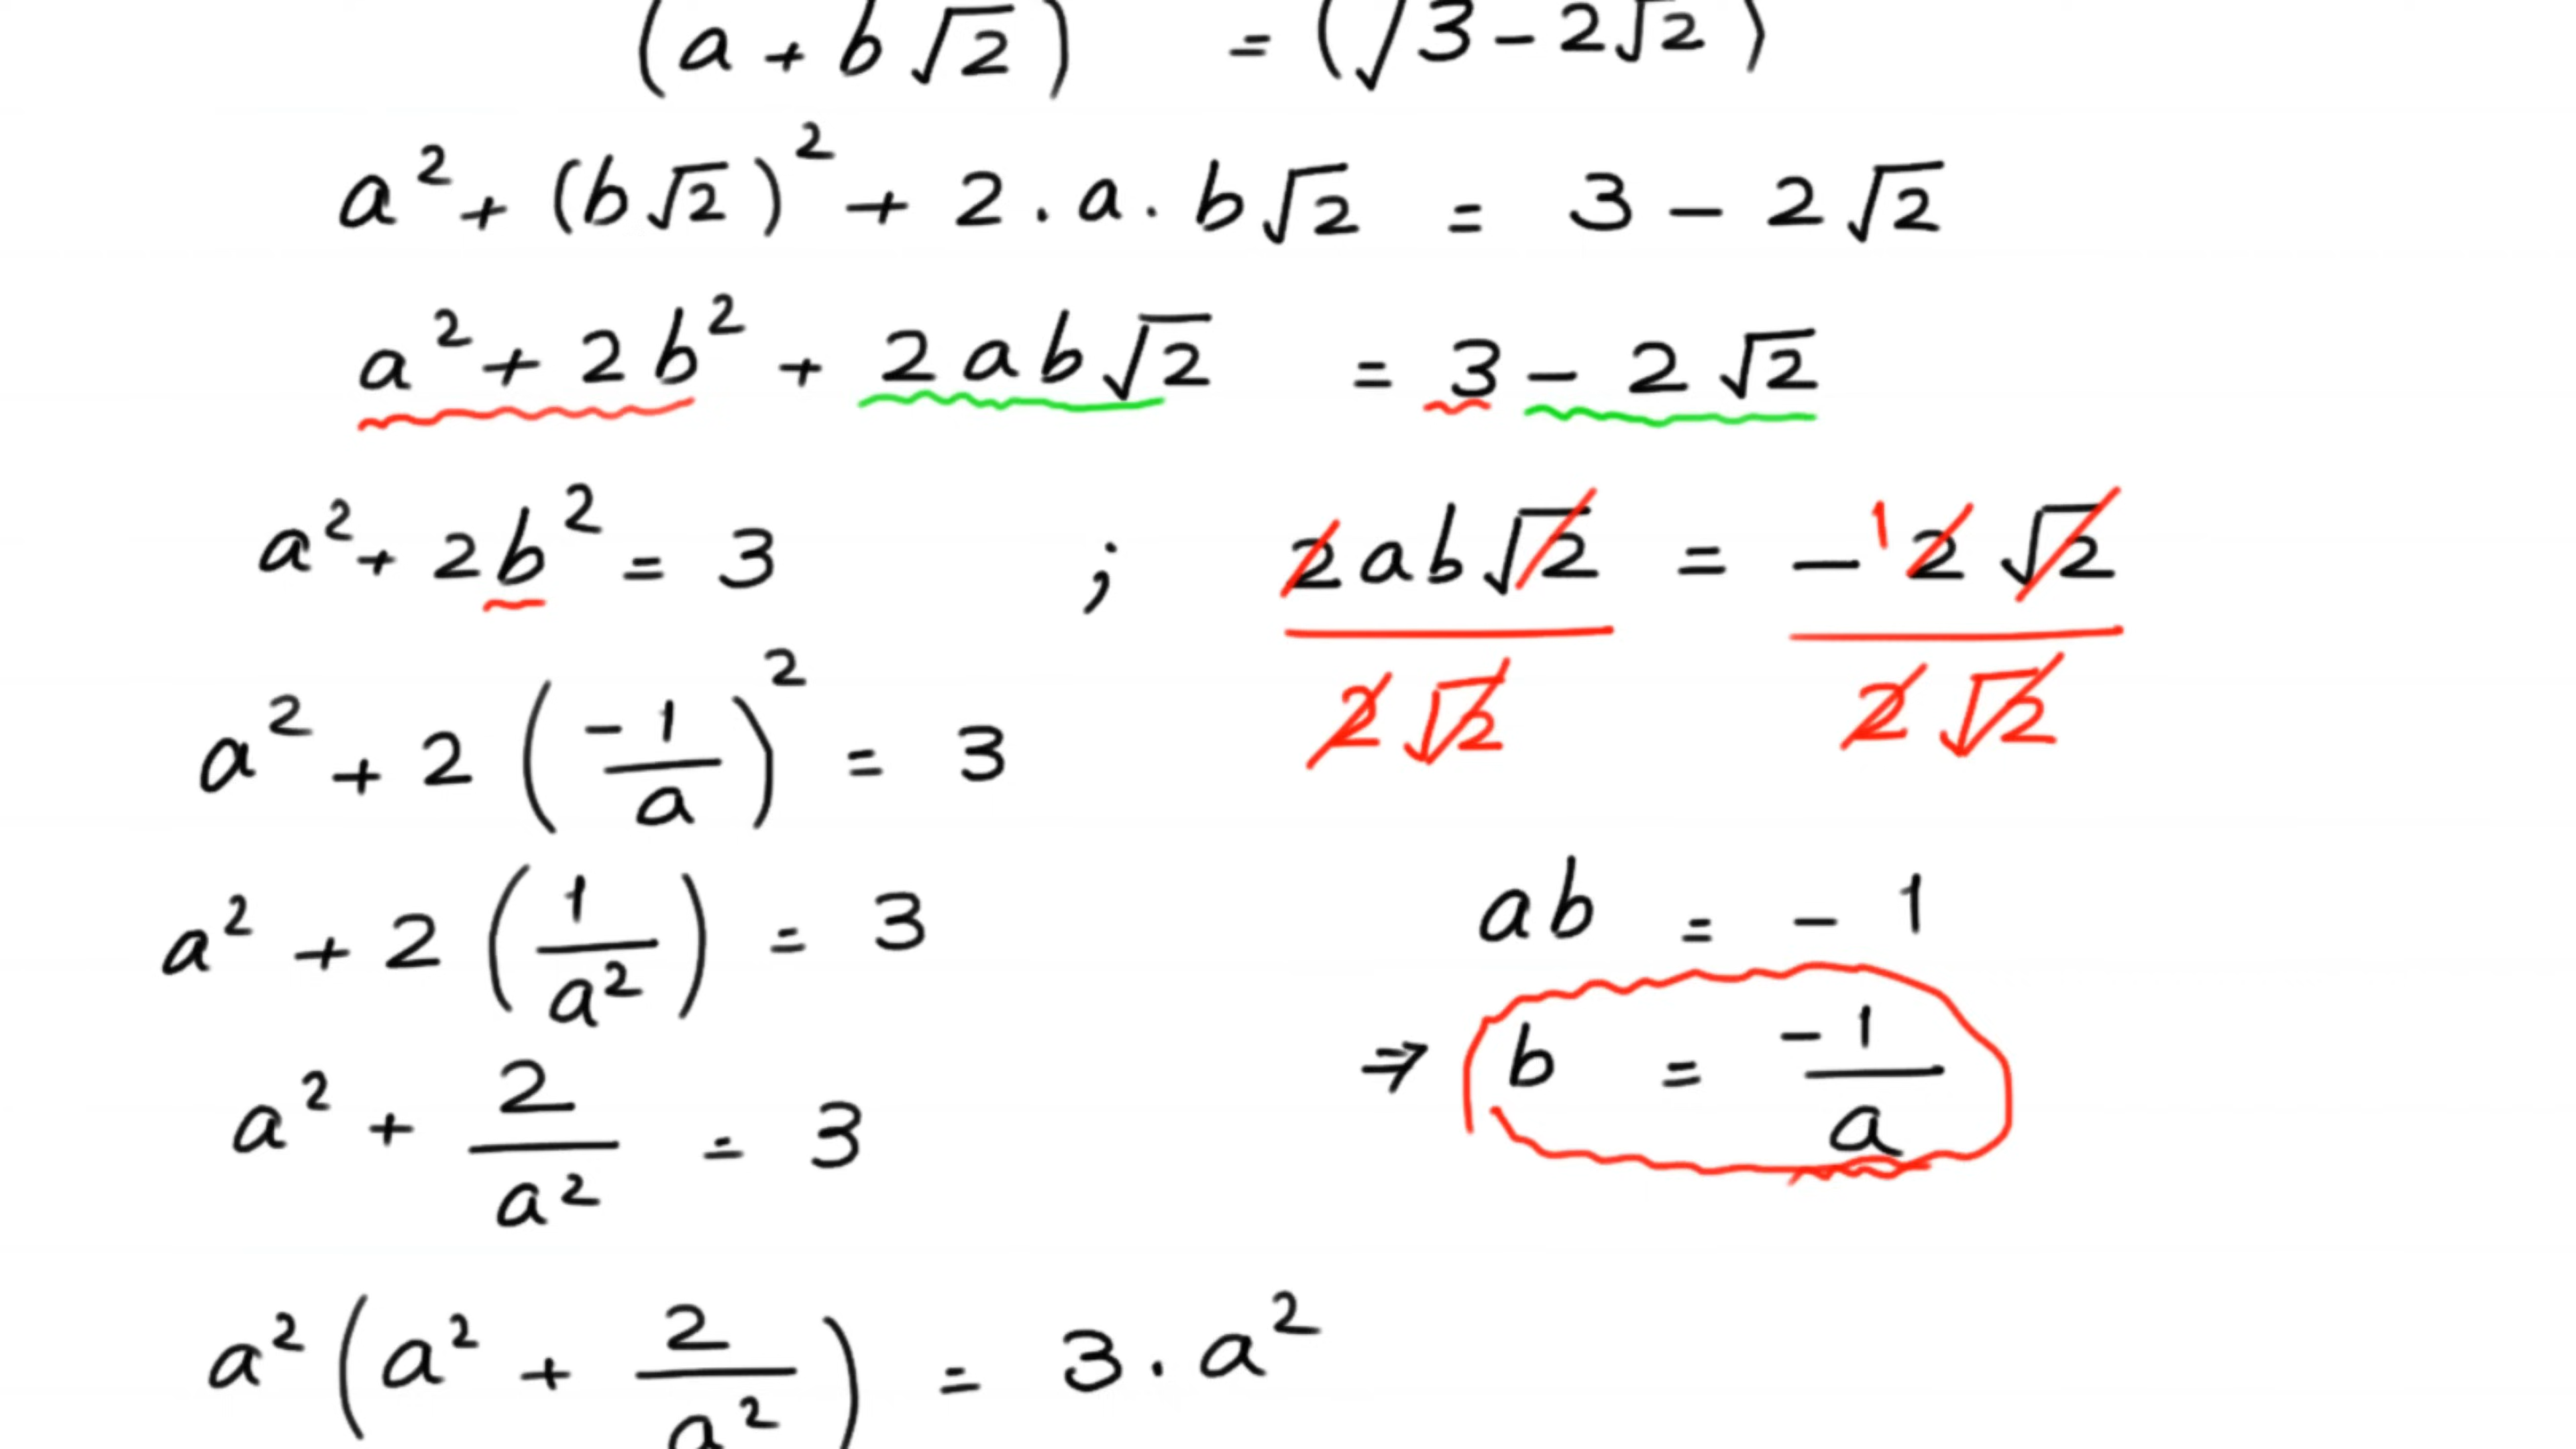 (a + b√2) = (√3 - 2√2)
a² + (b√2)² + 2 · a · b√2 = 3 - 2√2
a² + 2b² + 2ab√2 = 3 - 2√2
a² + 2b² = 3 ; 2ab√2 / 2√2 = - 1 2√2 / 2√2
a² + 2(-1/a)² = 3
a² + 2(1/a²) = 3
ab = - 1
a² + 2/a² = 3
⇒ b = -1/a
a²(a² + 2/a²) = 3 · a²